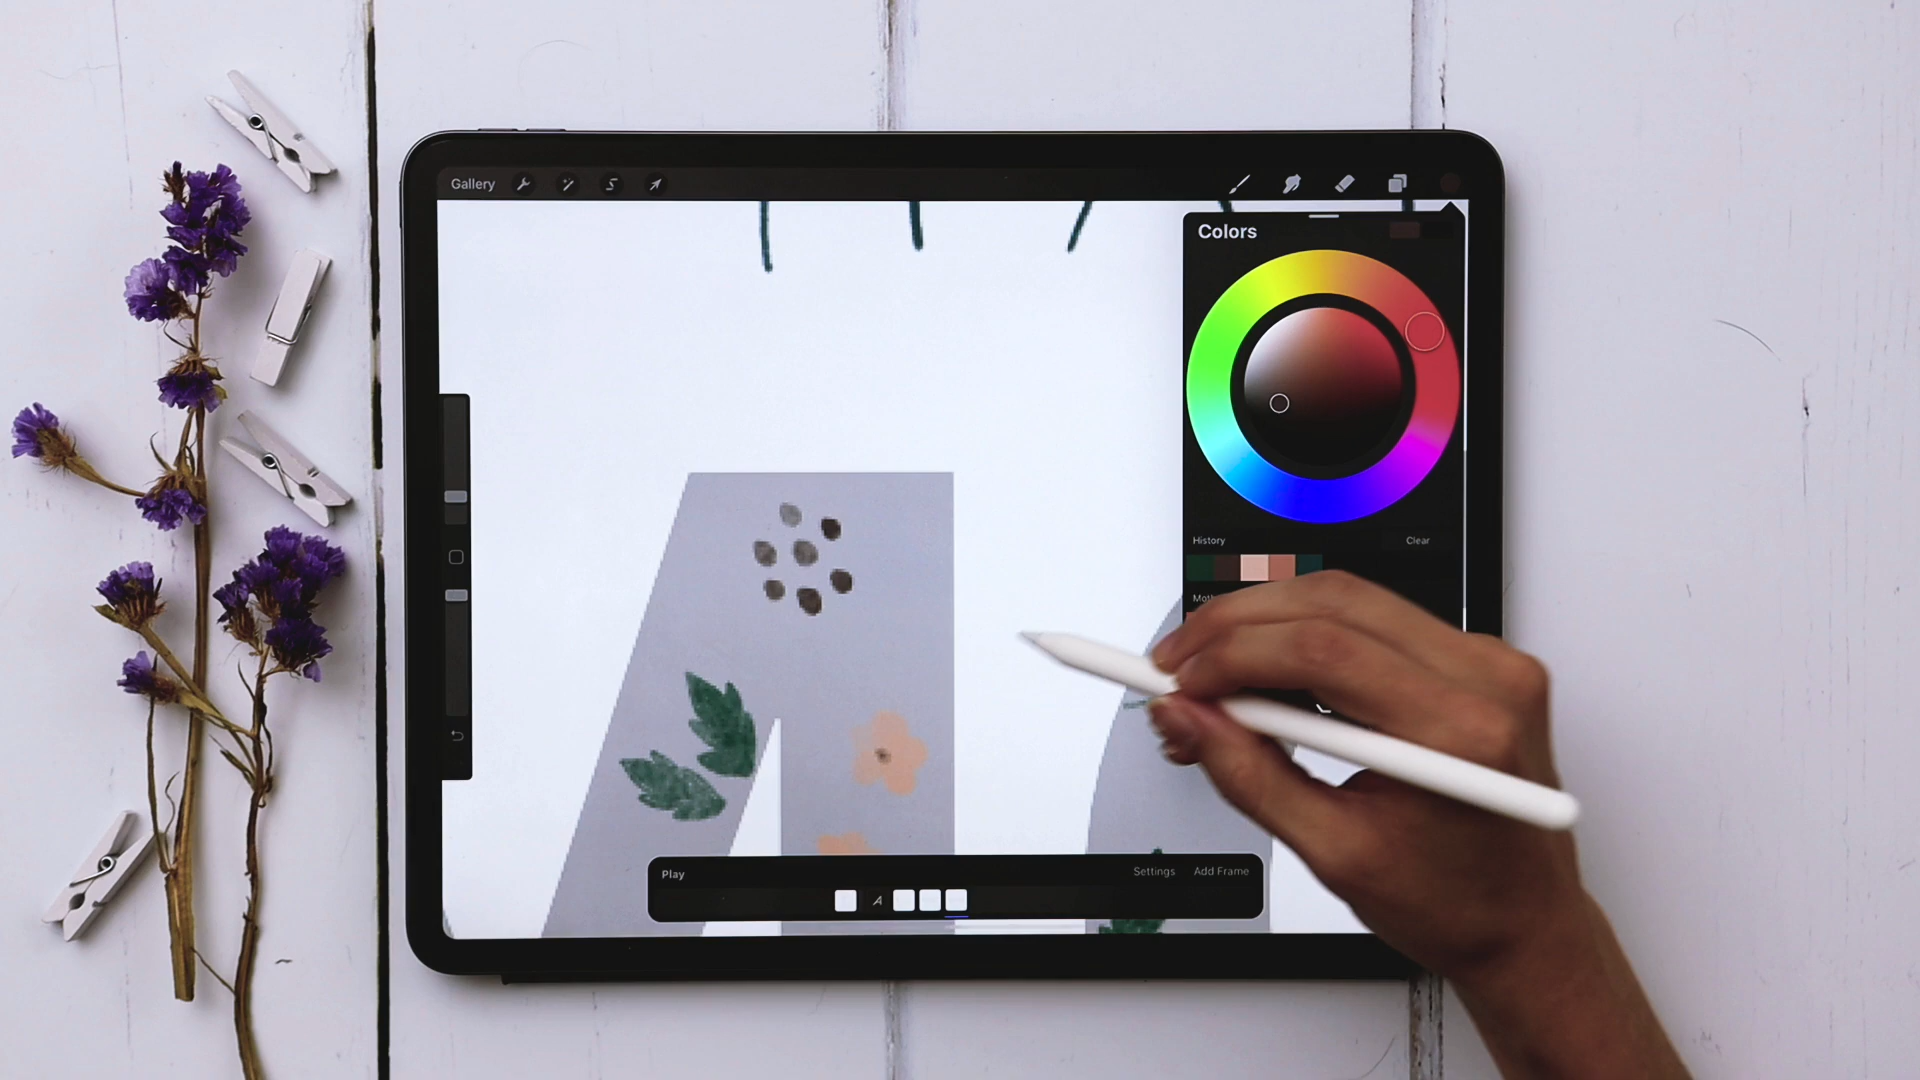 Gallery
Colors
History
Clear
Play
Settings
Add Frame
A